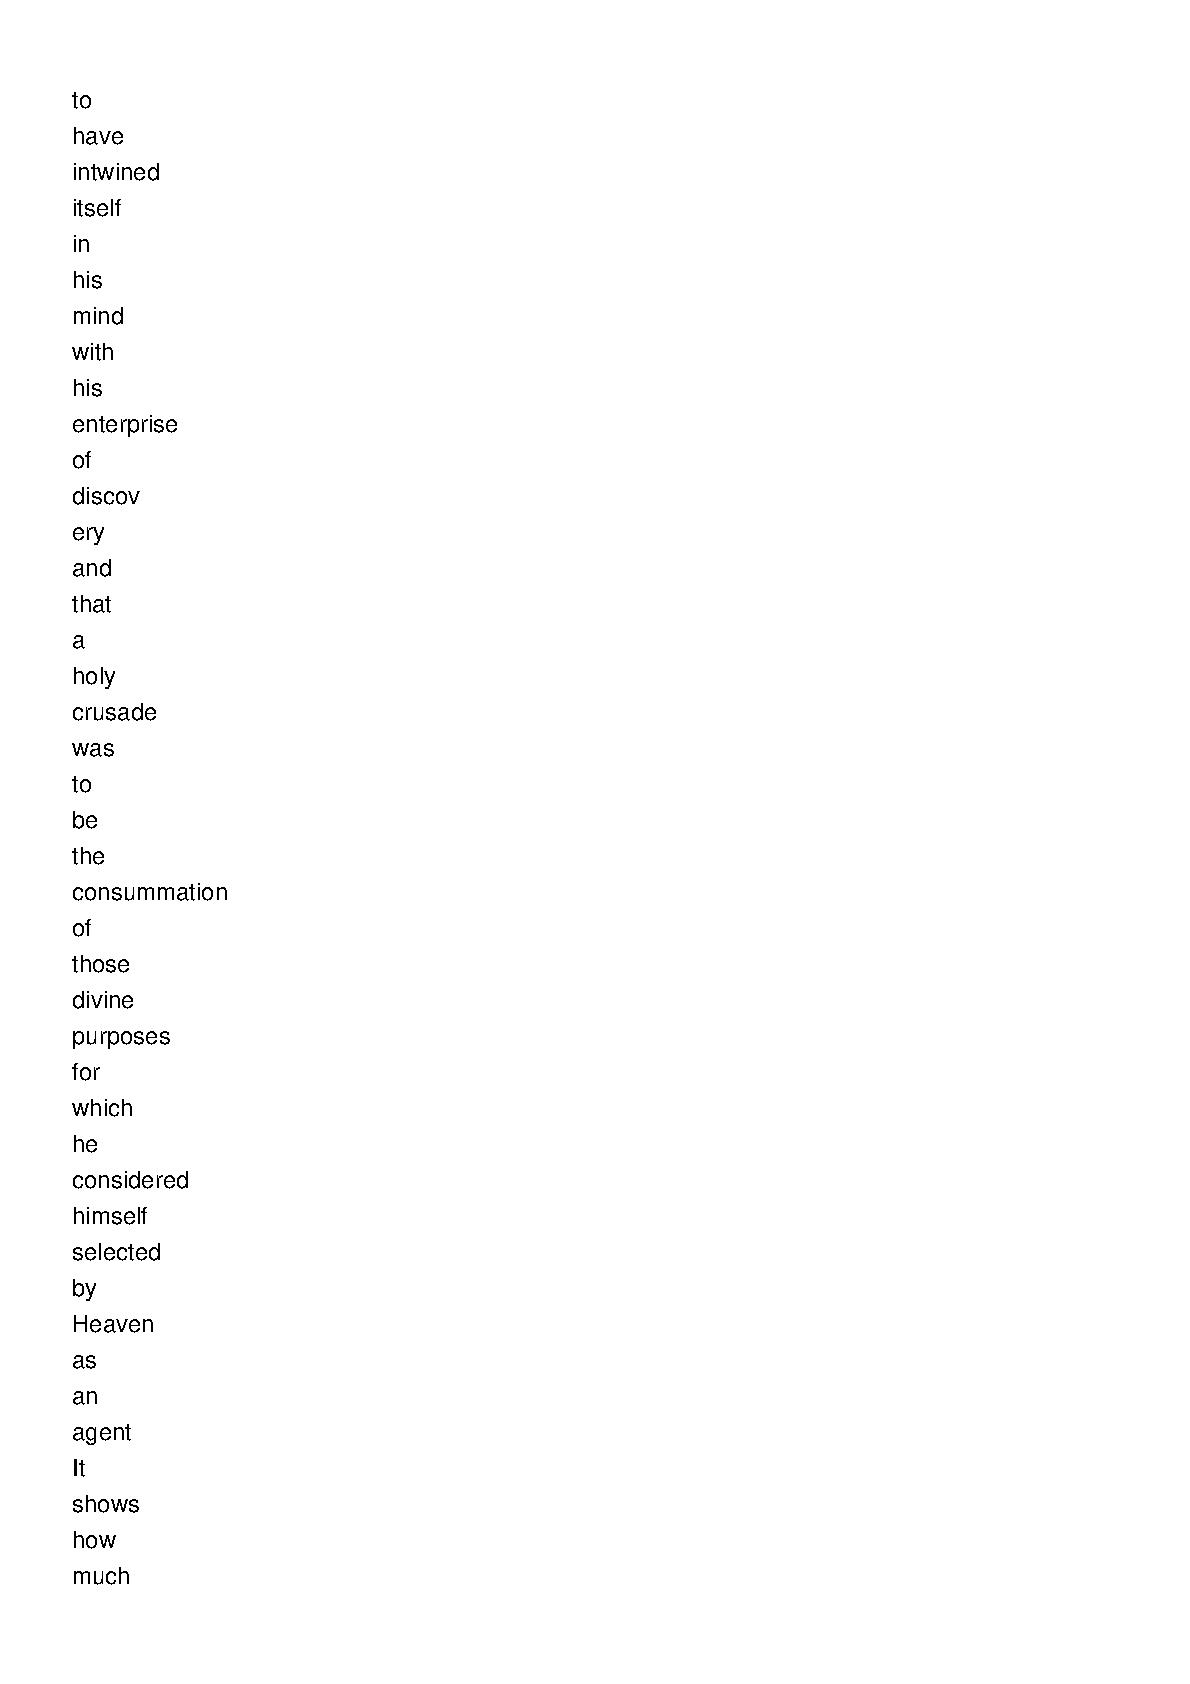 to
have
intwined
itself
in
his
mind
with
his
enterprise
of
discov
ery
and
that
a
holy
crusade
was
to
be
the
consummation
of
those
divine
purposes
for
which
he
considered
himself
selected
by
Heaven
as
an
agent
It
shows
how
much